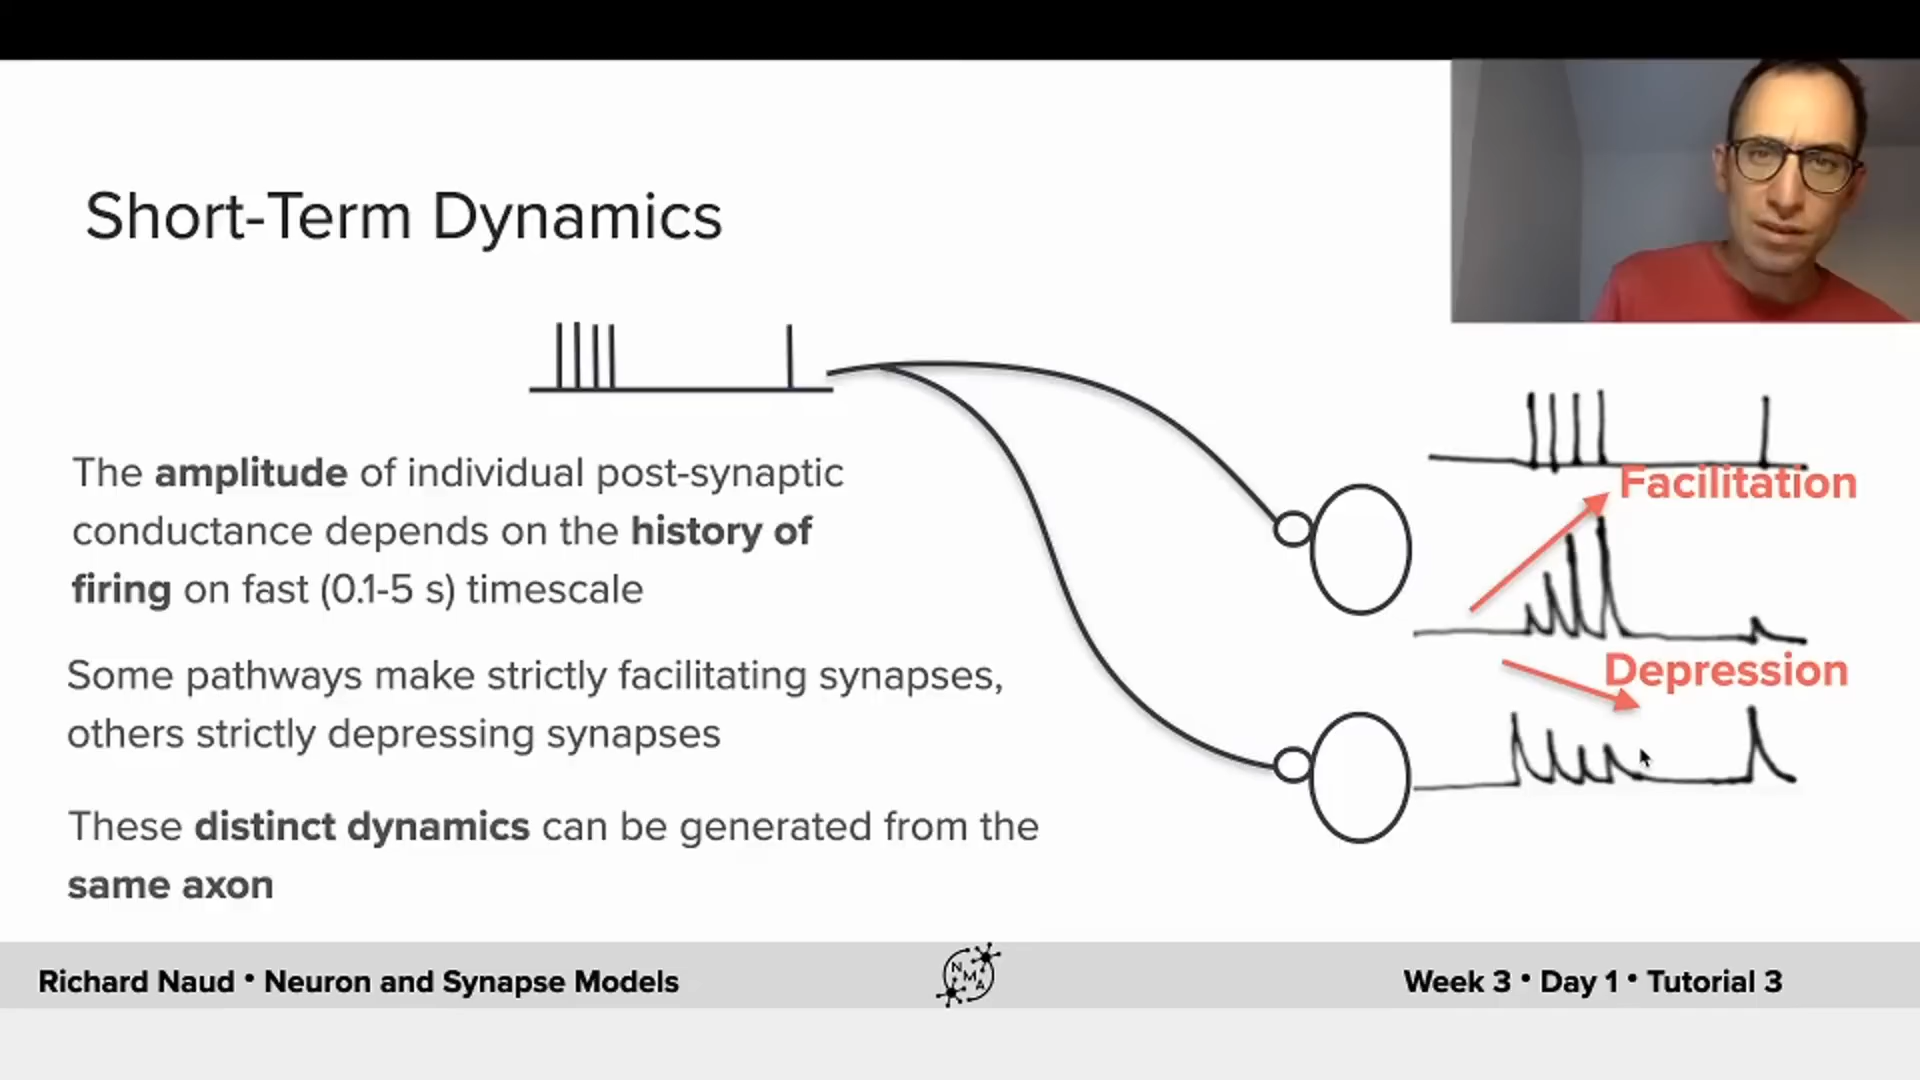 Short-Term Dynamics
The amplitude of individual post-synaptic
conductance depends on the history of
firing on fast (0.1-5 s) timescale
Some pathways make strictly facilitating synapses,
others strictly depressing synapses
These distinct dynamics can be generated from the
same axon
Facilitation
Depression
Richard Naud • Neuron and Synapse Models
NMA
Week 3 • Day 1 • Tutorial 3